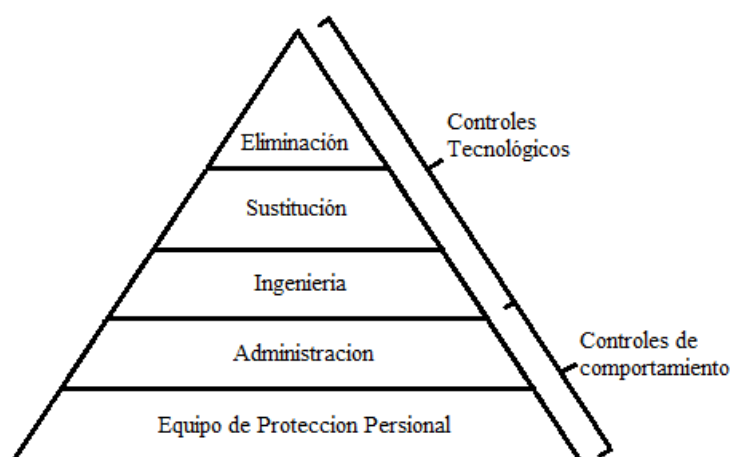 Eliminación
Sustitución
Ingenieria
Administracion
Equipo de Proteccion Persional
Controles
Tecnológicos
Controles de
comportamiento